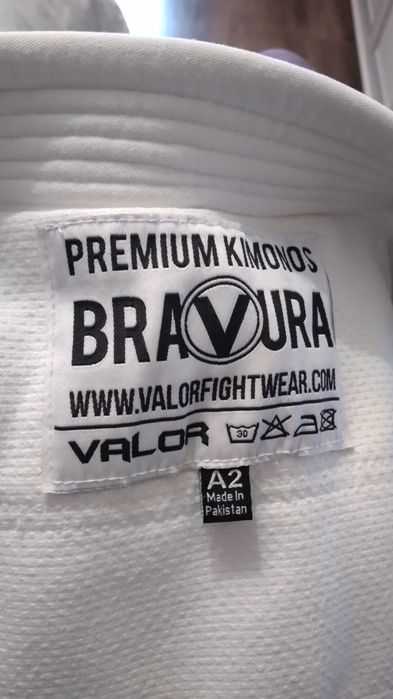 PREMIUM KIMONOS
BRAVURA
WWW.VALORFIGHTWEAR.COM
VALOR 30
A2
Made In
Pakistan